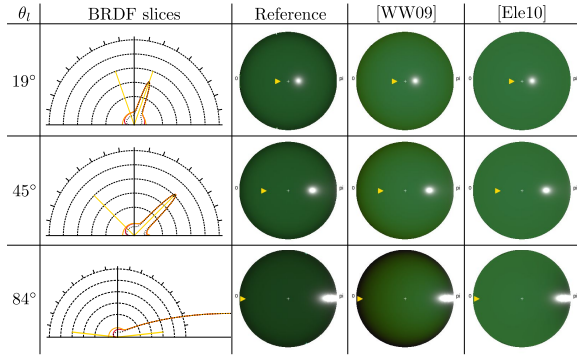 θ_l BRDF slices Reference [WW09] [Ele10]
19°
0 pi 0 pi 0 pi
45°
0 pi 0 pi 0 pi
84°
0 pi 0 pi 0 pi